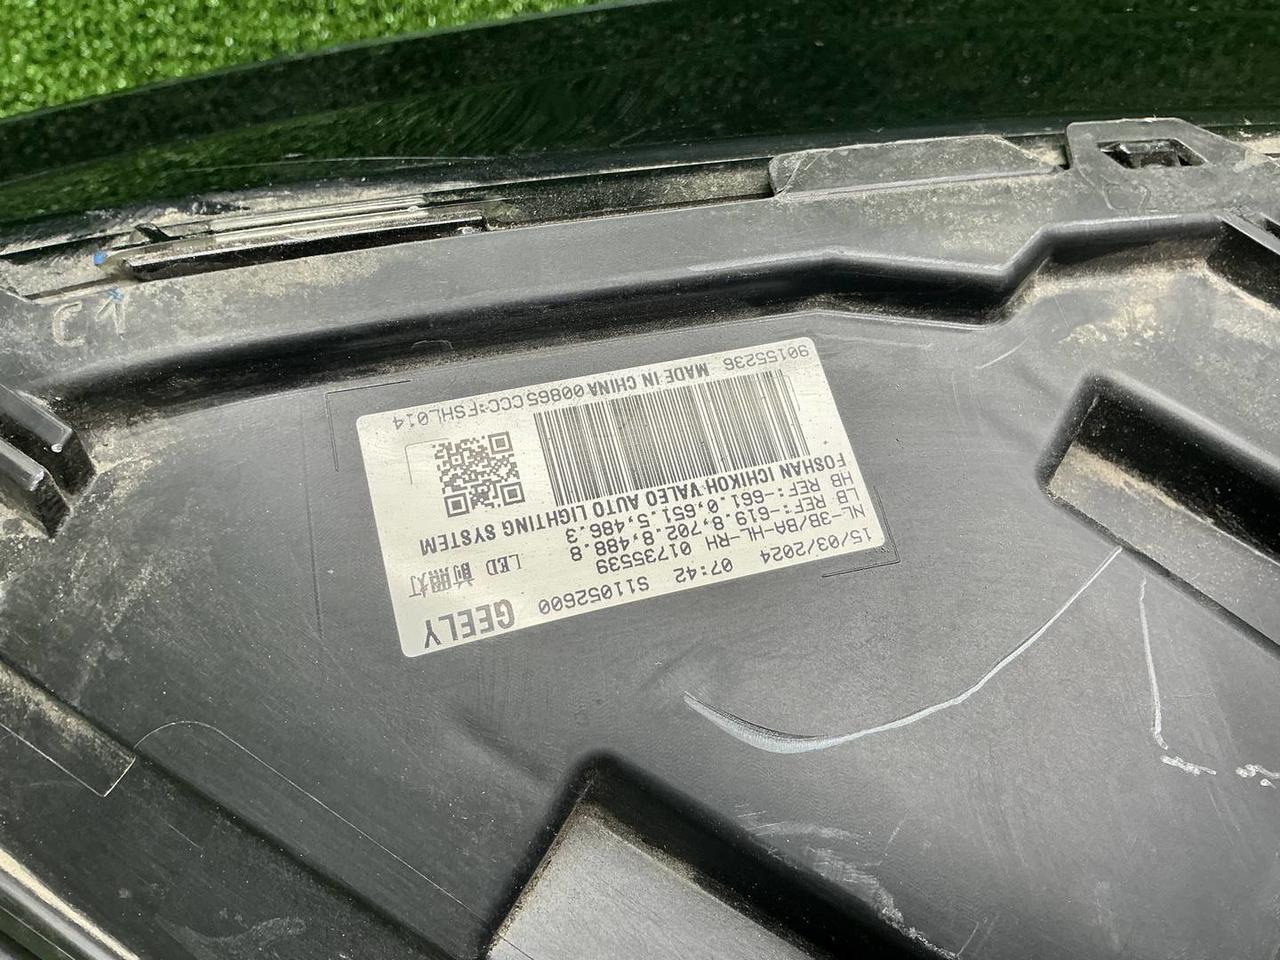 15/03/2024 07:42 S11052600 GEELY
NL-3B/BA-HL-RH 01735539
LB REF:-619.8,702.8,488.8 LED 前照灯
HB REF:-661.0,651.5,486.3
FOSHAN ICHIKOH VALEO AUTO LIGHTING SYSTEM
90155236 MADE IN CHINA 00865 CCC:FSHL014